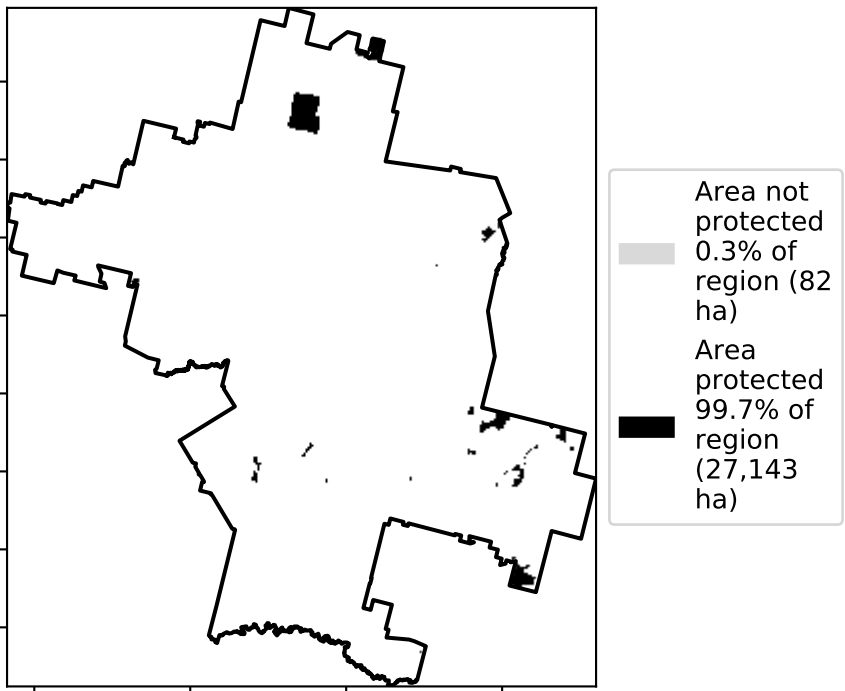 Area not
protected
0.3% of
region (82
ha)
Area
protected
99.7% of
region
(27,143
ha)